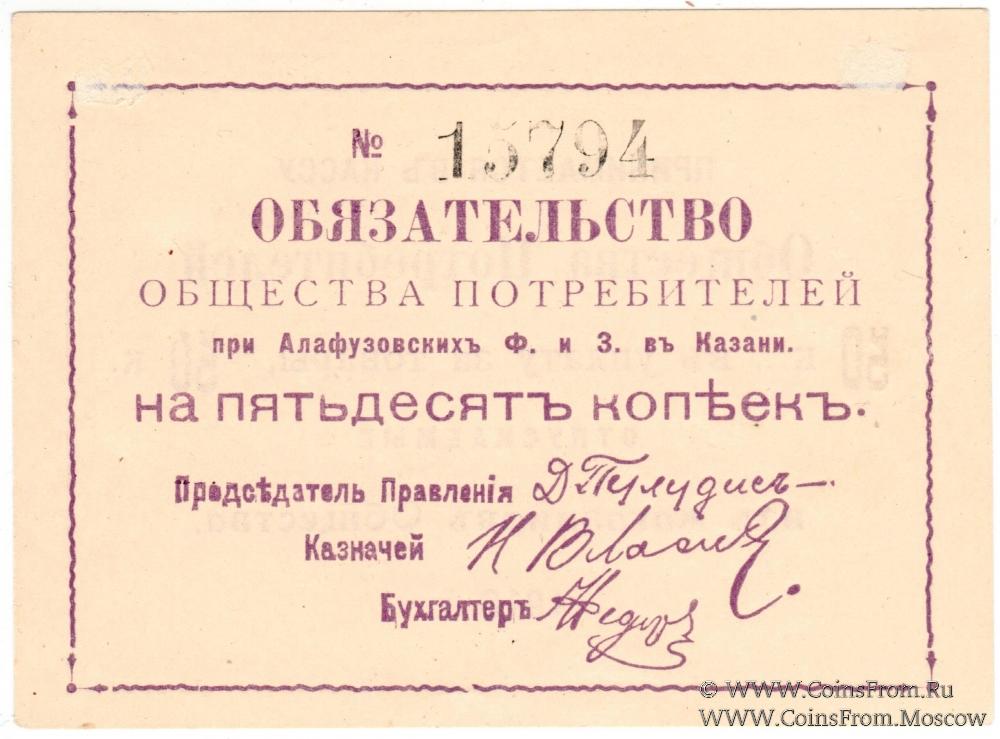 № 15794
ОБЯЗАТЕЛЬСТВО
ОБЩЕСТВА ПОТРЕБИТЕЛЕЙ
при Алафузовскихъ Ф. и З. въ Казани.
на пятьдесятъ копѣекъ.
Предсѣдатель Правленія
Казначей
Бухгалтеръ
© www.CoinsFrom.Ru
www.CoinsFrom.Moscow